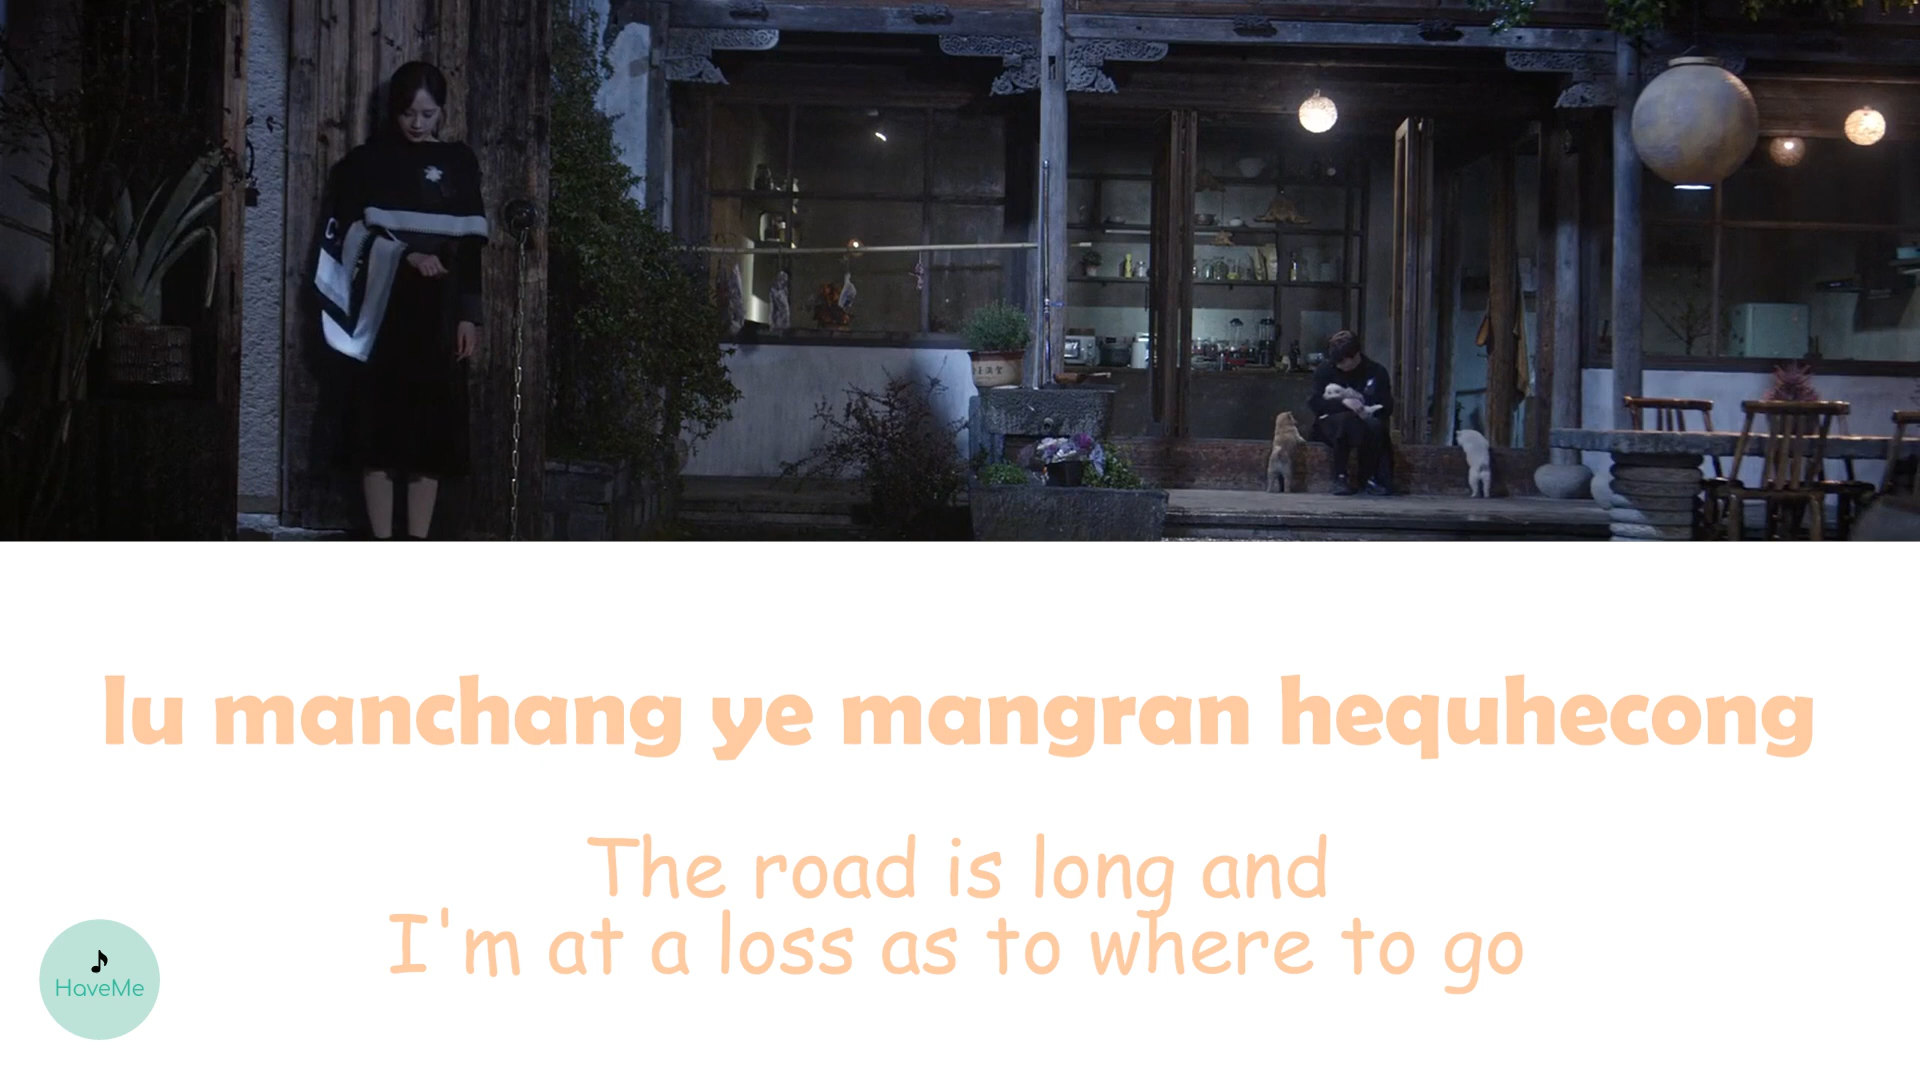 lu manchang ye mangran hequhecong
The road is long and
I'm at a loss as to where to go
HaveMe